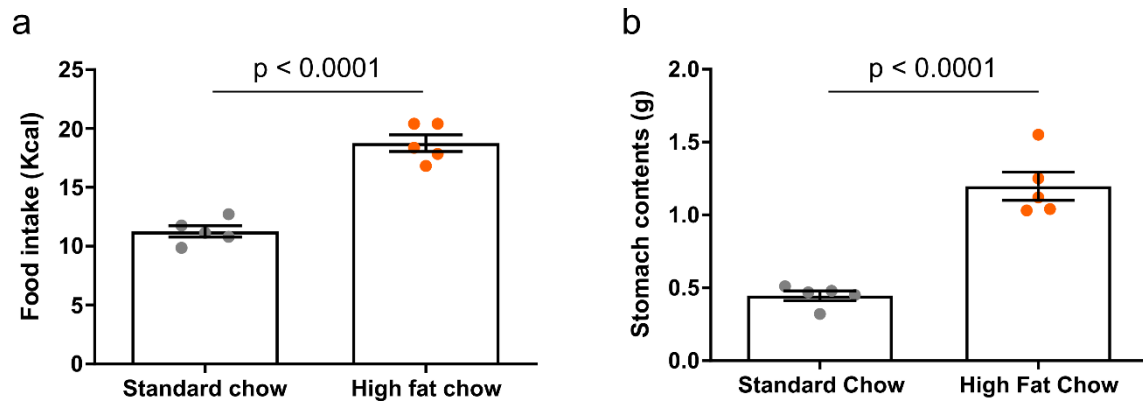 a
p < 0.0001
Food intake (Kcal)
25
20
15
10
5
0
Standard chow
High fat chow
b
p < 0.0001
Stomach contents (g)
2.0
1.5
1.0
0.5
0.0
Standard Chow
High Fat Chow